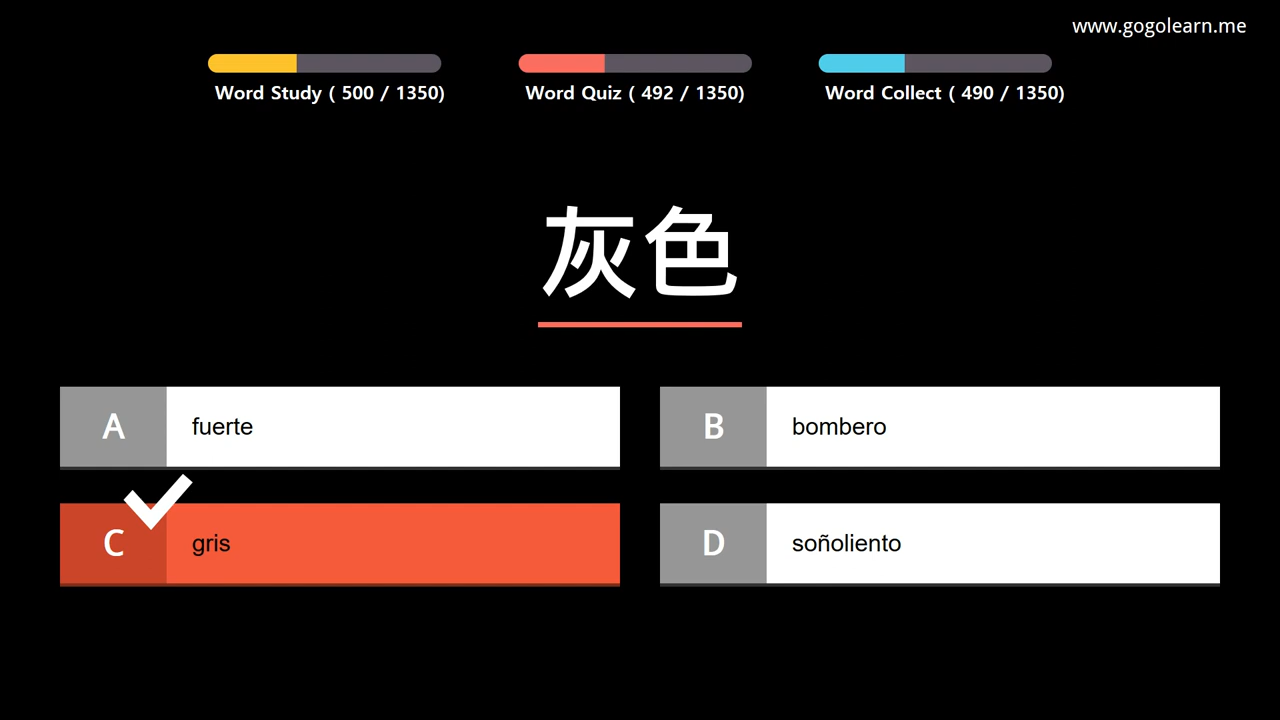 www.gogolearn.me
Word Study ( 500 / 1350)
Word Quiz ( 492 / 1350)
Word Collect ( 490 / 1350)
灰色
A fuerte
B bombero
C gris
D soñoliento